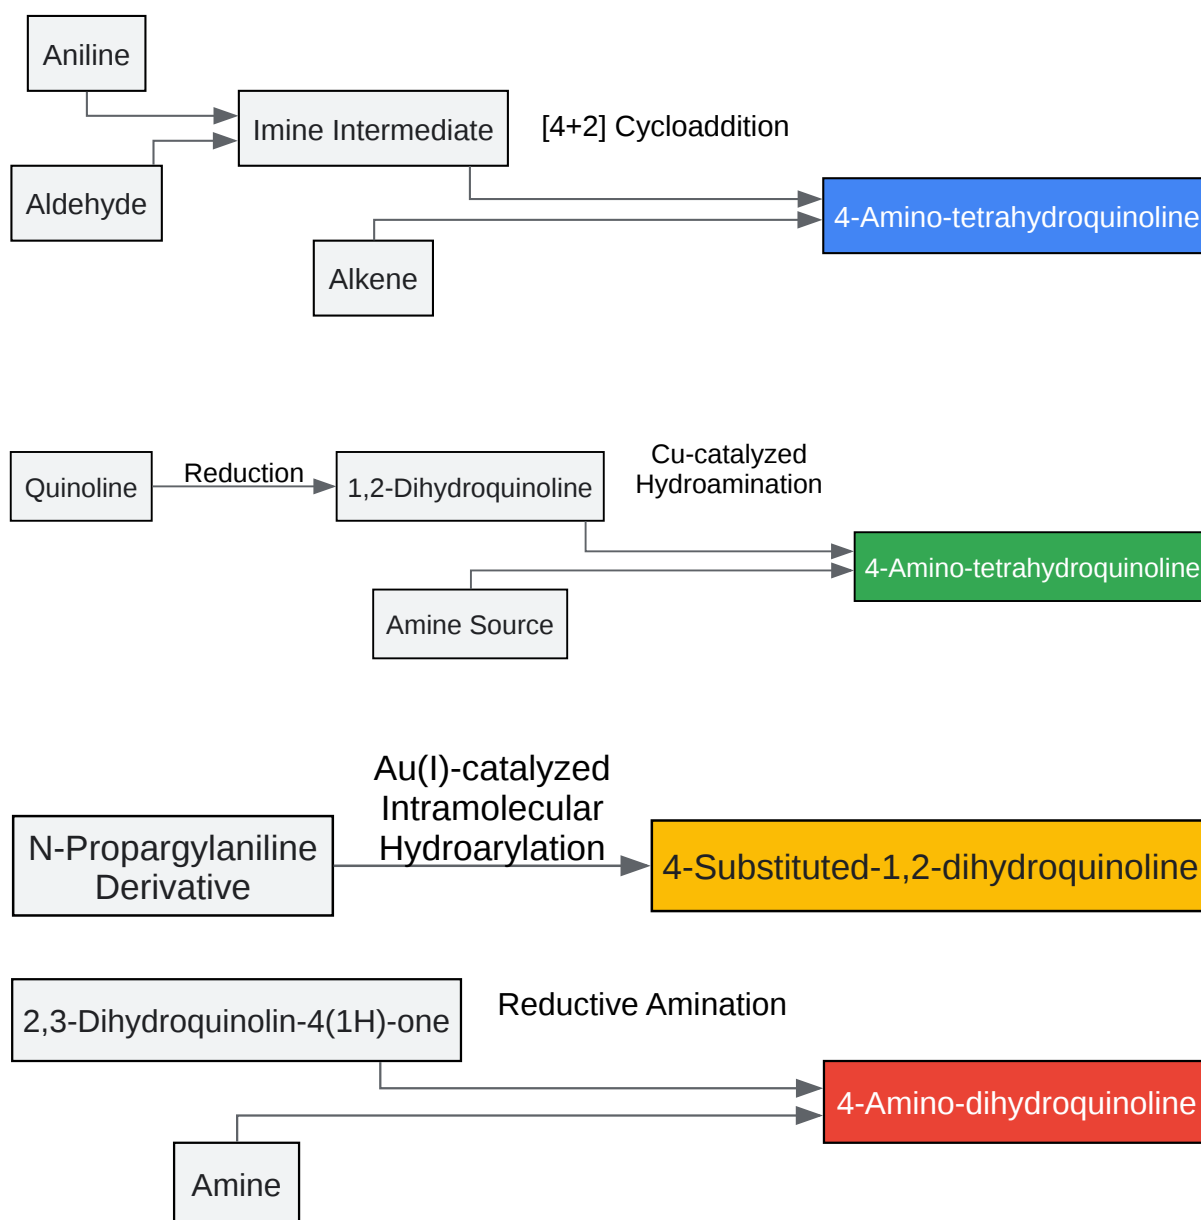 Aniline
Imine Intermediate
[4+2] Cycloaddition
Aldehyde
4-Amino-tetrahydroquinoline
Alkene
Quinoline
Reduction
1,2-Dihydroquinoline
Cu-catalyzed
Hydroamination
4-Amino-tetrahydroquinoline
Amine Source
N-Propargylaniline
Derivative
Au(I)-catalyzed
Intramolecular
Hydroarylation
4-Substituted-1,2-dihydroquinoline
2,3-Dihydroquinolin-4(1H)-one
Reductive Amination
4-Amino-dihydroquinoline
Amine